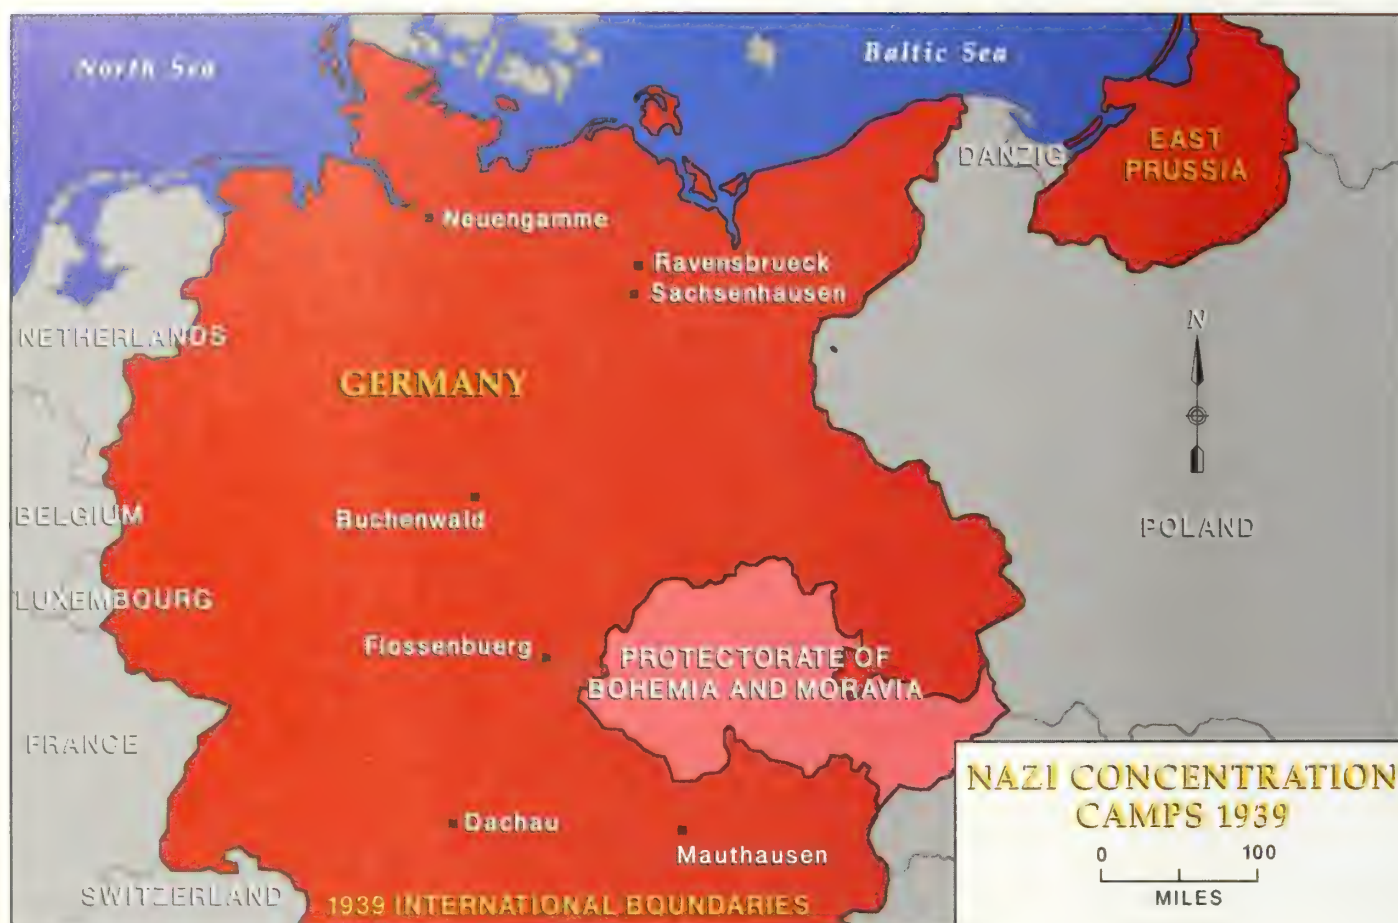 North Sea
Baltic Sea
DANZIG
EAST
PRUSSIA
Neuengamme
Ravensbrueck
Sachsenhausen
N
NETHERLANDS
GERMANY
BELGIUM
Buchenwald
POLAND
LUXEMBOURG
Flossenbuerg
PROTECTORATE OF
BOHEMIA AND MORAVIA
FRANCE
NAZI CONCENTRATION
CAMPS 1939
0 100
MILES
Dachau
Mauthausen
SWITZERLAND
1939 INTERNATIONAL BOUNDARIES